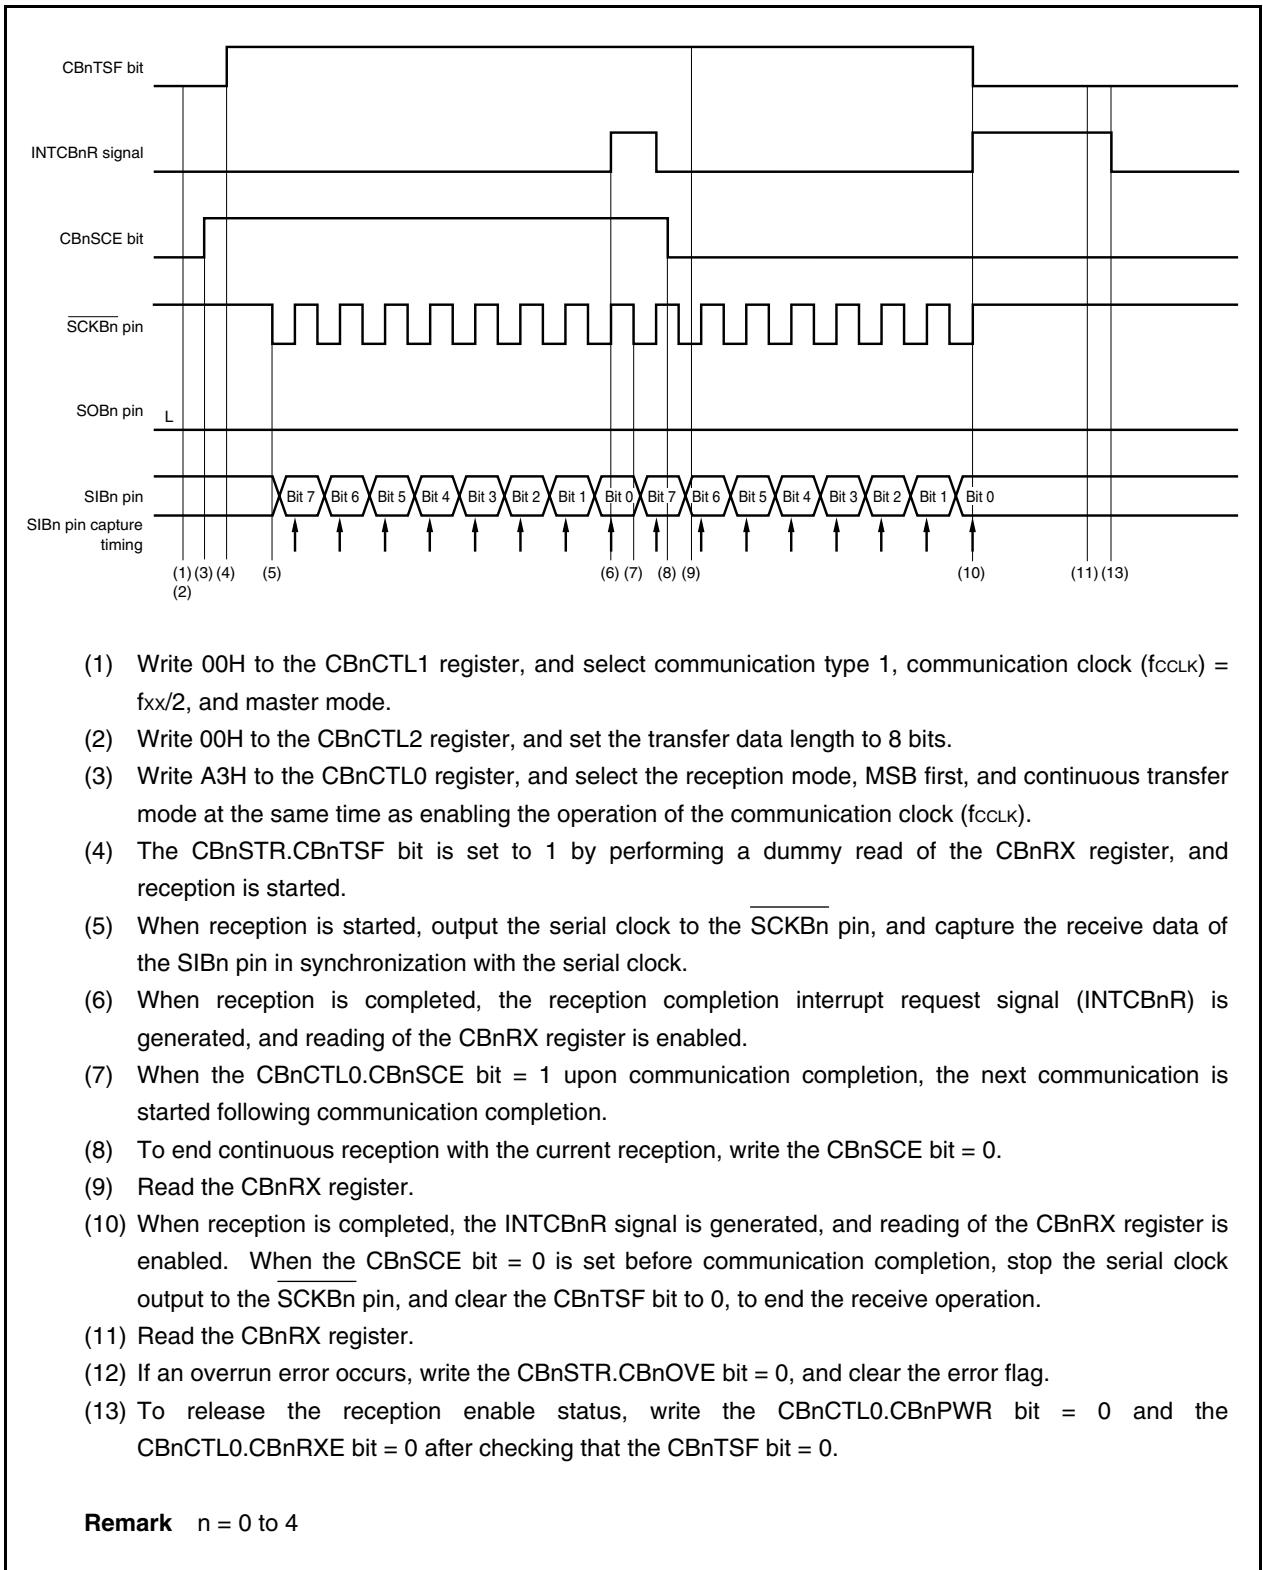 CBnTSF bit
INTCBnR signal
CBnSCE bit
SCKBn pin
SOBn pin L
SIBn pin Bit 7 Bit 6 Bit 5 Bit 4 Bit 3 Bit 2 Bit 1 Bit 0 Bit 7 Bit 6 Bit 5 Bit 4 Bit 3 Bit 2 Bit 1 Bit 0
SIBn pin capture
timing
(1) (3) (4) (5) (6) (7) (8) (9) (10) (11) (13)
(2)
(1) Write 00H to the CBnCTL1 register, and select communication type 1, communication clock (fCCLK) =
fXX/2, and master mode.
(2) Write 00H to the CBnCTL2 register, and set the transfer data length to 8 bits.
(3) Write A3H to the CBnCTL0 register, and select the reception mode, MSB first, and continuous transfer
mode at the same time as enabling the operation of the communication clock (fCCLK).
(4) The CBnSTR.CBnTSF bit is set to 1 by performing a dummy read of the CBnRX register, and
reception is started.
(5) When reception is started, output the serial clock to the SCKBn pin, and capture the receive data of
the SIBn pin in synchronization with the serial clock.
(6) When reception is completed, the reception completion interrupt request signal (INTCBnR) is
generated, and reading of the CBnRX register is enabled.
(7) When the CBnCTL0.CBnSCE bit = 1 upon communication completion, the next communication is
started following communication completion.
(8) To end continuous reception with the current reception, write the CBnSCE bit = 0.
(9) Read the CBnRX register.
(10) When reception is completed, the INTCBnR signal is generated, and reading of the CBnRX register is
enabled. When the CBnSCE bit = 0 is set before communication completion, stop the serial clock
output to the SCKBn pin, and clear the CBnTSF bit to 0, to end the receive operation.
(11) Read the CBnRX register.
(12) If an overrun error occurs, write the CBnSTR.CBnOVE bit = 0, and clear the error flag.
(13) To release the reception enable status, write the CBnCTL0.CBnPWR bit = 0 and the
CBnCTL0.CBnRXE bit = 0 after checking that the CBnTSF bit = 0.
Remark n = 0 to 4